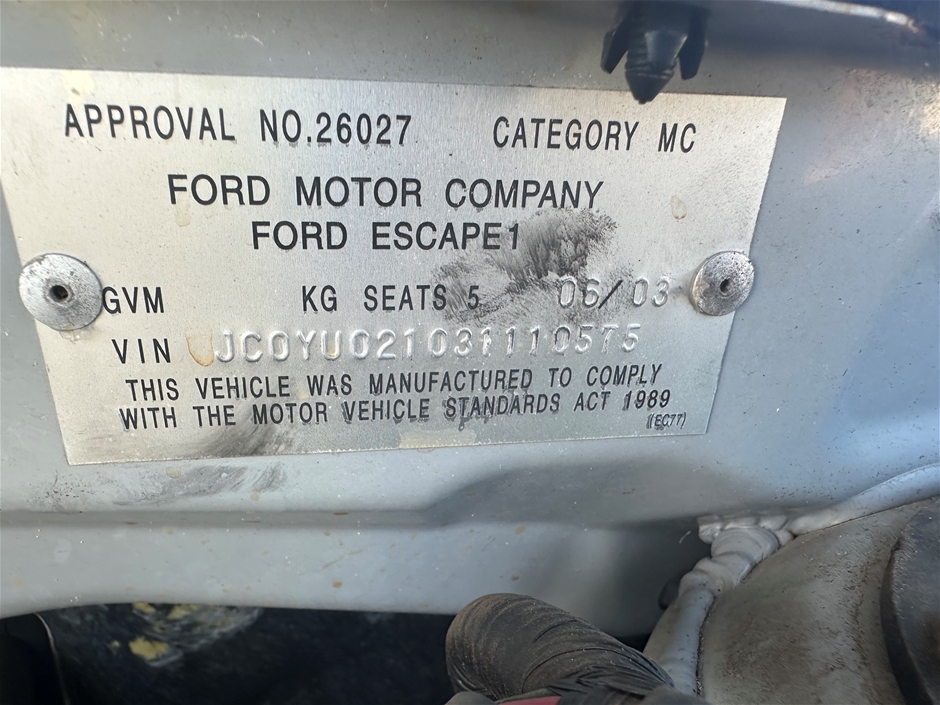 APPROVAL NO.26027 CATEGORY MC
FORD MOTOR COMPANY
FORD ESCAPE1
GVM KG SEATS 5 06/03
VIN JC0YU021031110575
THIS VEHICLE WAS MANUFACTURED TO COMPLY
WITH THE MOTOR VEHICLE STANDARDS ACT 1989
(EC77)